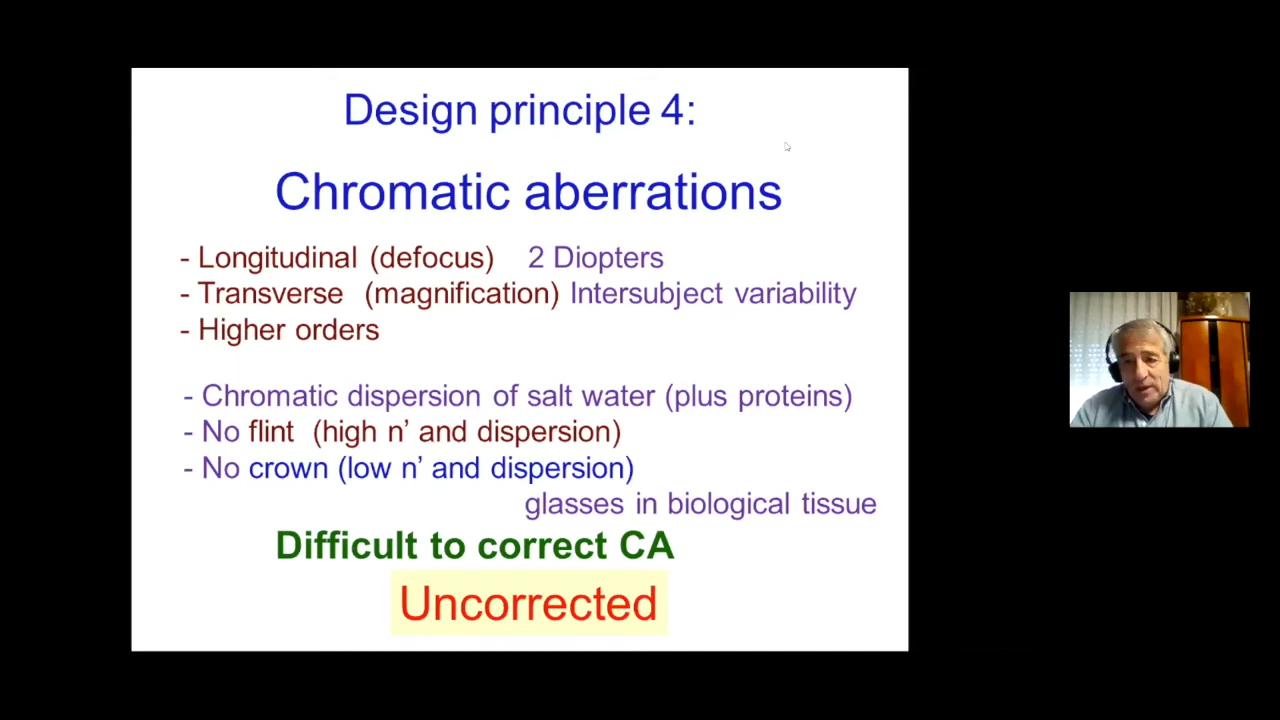 Design principle 4:
Chromatic aberrations
- Longitudinal (defocus) 2 Diopters
- Transverse (magnification) Intersubject variability
- Higher orders
- Chromatic dispersion of salt water (plus proteins)
- No flint (high n’ and dispersion)
- No crown (low n’ and dispersion)
glasses in biological tissue
Difficult to correct CA
Uncorrected